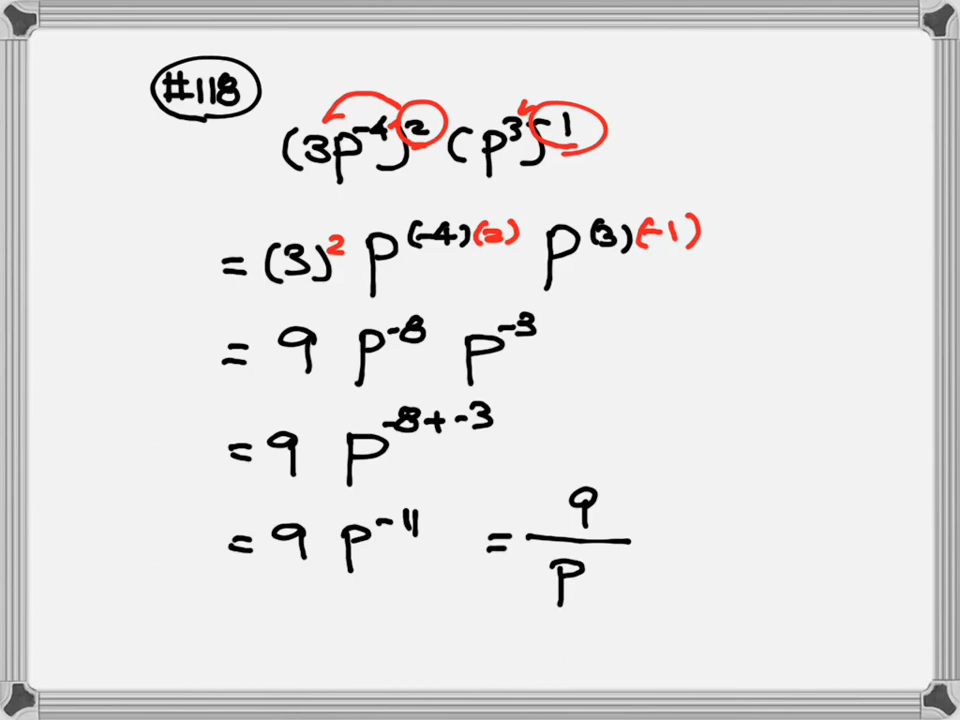 #118
(3p⁻⁴)² (p³)⁻¹
= (3)² p⁽⁻⁴⁾⁽²⁾ p⁽³⁾⁽⁻¹⁾
= 9 p⁻⁸ p⁻³
= 9 p⁻⁸⁺⁻³
= 9 p⁻¹¹ = 9/p